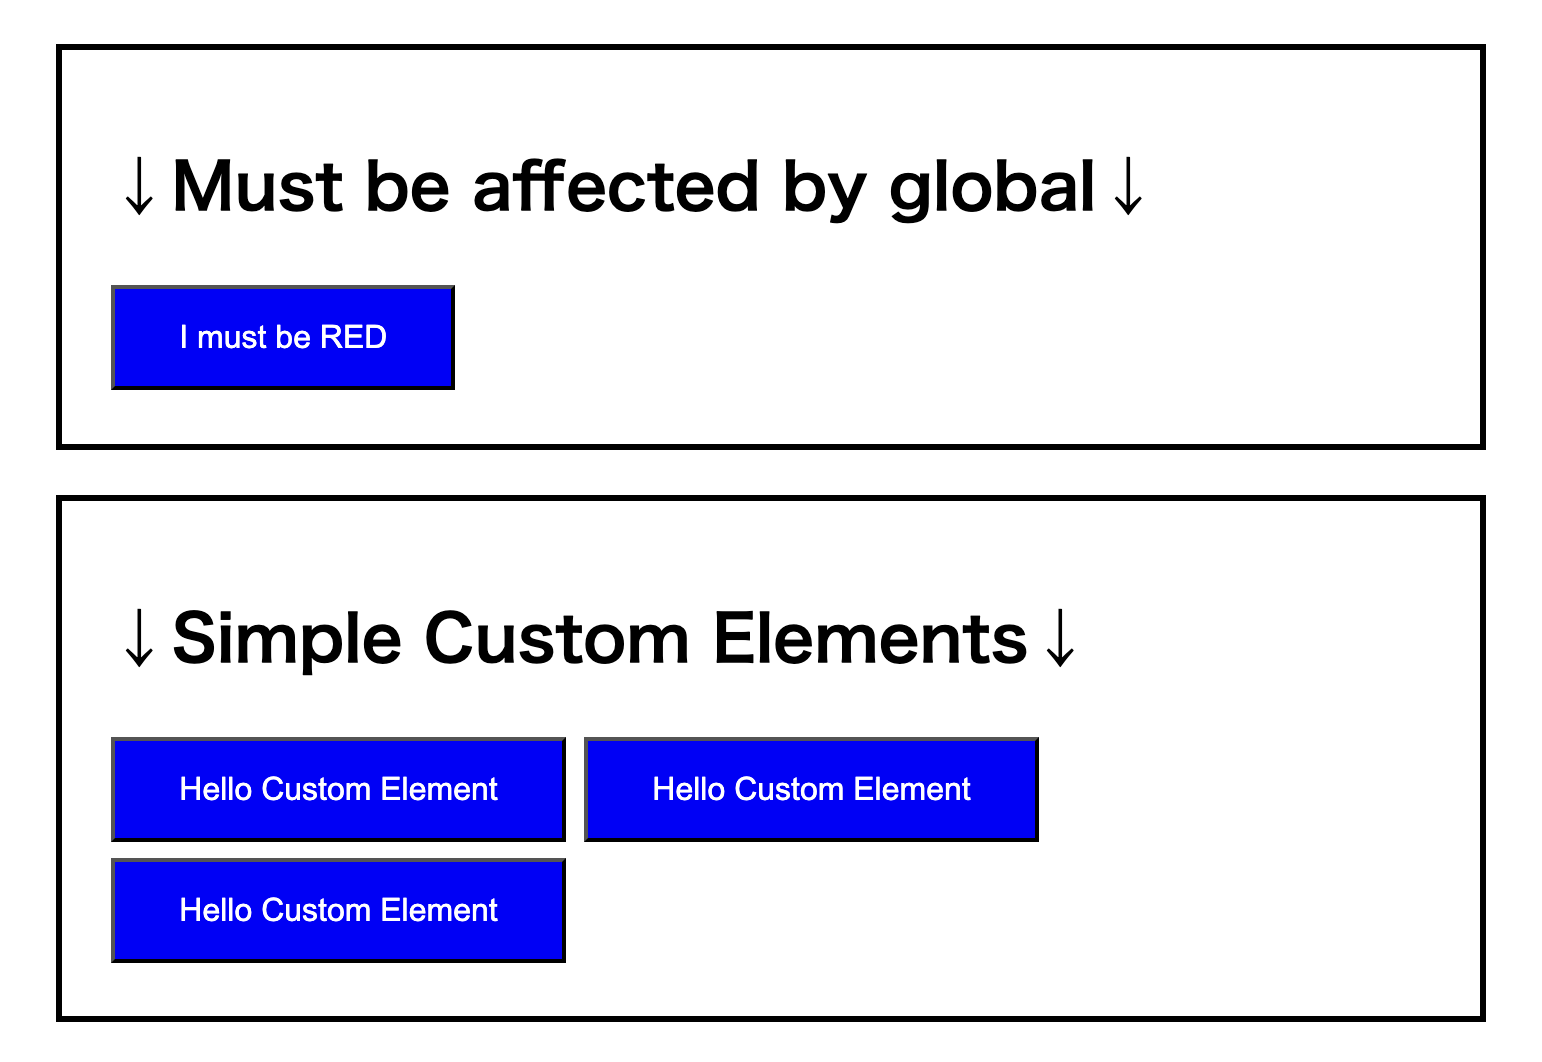 ↓Must be affected by global↓
I must be RED
↓Simple Custom Elements↓
Hello Custom Element Hello Custom Element
Hello Custom Element